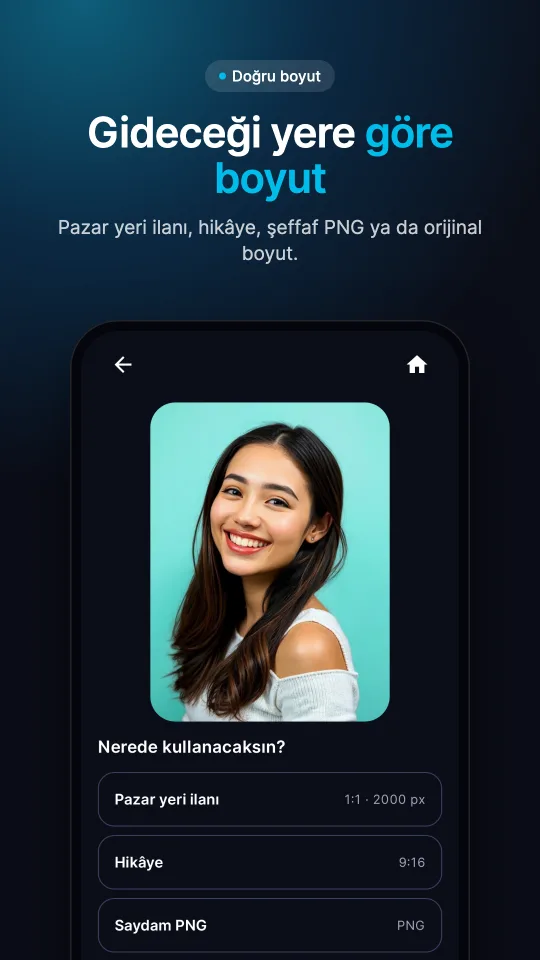 Doğru boyut
Gideceği yere göre
boyut
Pazar yeri ilanı, hikâye, şeffaf PNG ya da orijinal
boyut.
Nerede kullanacaksın?
Pazar yeri ilanı 1:1 · 2000 px
Hikâye 9:16
Saydam PNG PNG